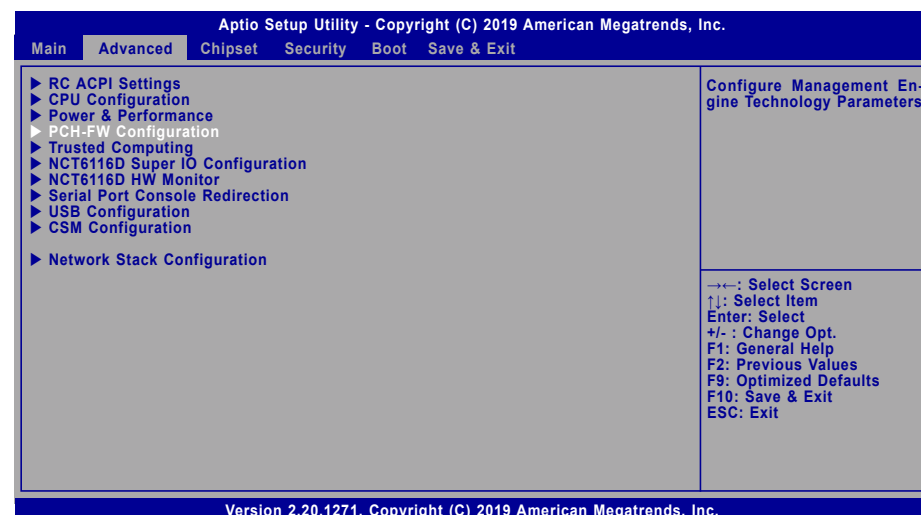 Aptio Setup Utility - Copyright (C) 2019 American Megatrends, Inc.
Main Advanced Chipset Security Boot Save & Exit
▶ RC ACPI Settings
▶ CPU Configuration
▶ Power & Performance
▶ PCH-FW Configuration
▶ Trusted Computing
▶ NCT6116D Super IO Configuration
▶ NCT6116D HW Monitor
▶ Serial Port Console Redirection
▶ USB Configuration
▶ CSM Configuration
▶ Network Stack Configuration
Configure Management En-
gine Technology Parameters
→←: Select Screen
↑↓: Select Item
Enter: Select
+/- : Change Opt.
F1: General Help
F2: Previous Values
F9: Optimized Defaults
F10: Save & Exit
ESC: Exit
Version 2.20.1271. Copyright (C) 2019 American Megatrends, Inc.